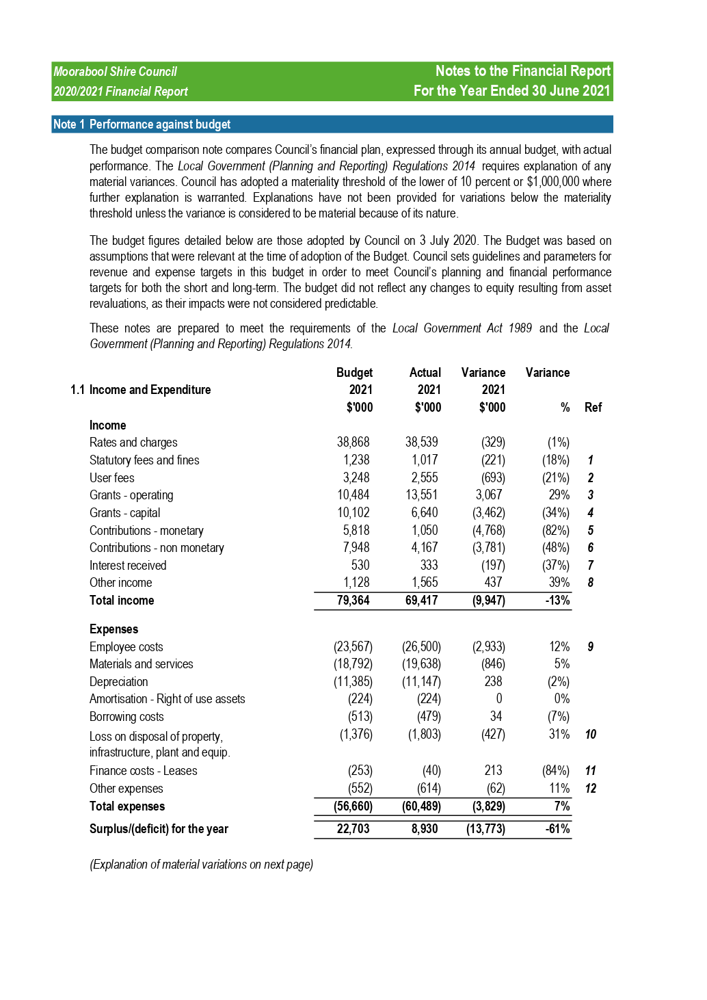 Moorabool Shire Council Notes to the Financial Report
2020/2021 Financial Report For the Year Ended 30 June 2021
Note 1 Performance against budget
The budget comparison note compares Council's financial plan, expressed through its annual budget, with actual
performance. The Local Government (Planning and Reporting) Regulations 2014 requires explanation of any
material variances. Council has adopted a materiality threshold of the lower of 10 percent or $1,000,000 where
further explanation is warranted. Explanations have not been provided for variations below the materiality
threshold unless the variance is considered to be material because of its nature.
The budget figures detailed below are those adopted by Council on 3 July 2020. The Budget was based on
assumptions that were relevant at the time of adoption of the Budget. Council sets guidelines and parameters for
revenue and expense targets in this budget in order to meet Council's planning and financial performance
targets for both the short and long-term. The budget did not reflect any changes to equity resulting from asset
revaluations, as their impacts were not considered predictable.
These notes are prepared to meet the requirements of the Local Government Act 1989 and the Local
Government (Planning and Reporting) Regulations 2014.
Budget Actual Variance Variance
1.1 Income and Expenditure 2021 2021 2021
$'000 $'000 $'000 % Ref
Income
Rates and charges 38,868 38,539 (329) (1%)
Statutory fees and fines 1,238 1,017 (221) (18%) 1
User fees 3,248 2,555 (693) (21%) 2
Grants - operating 10,484 13,551 3,067 29% 3
Grants - capital 10,102 6,640 (3,462) (34%) 4
Contributions - monetary 5,818 1,050 (4,768) (82%) 5
Contributions - non monetary 7,948 4,167 (3,781) (48%) 6
Interest received 530 333 (197) (37%) 7
Other income 1,128 1,565 437 39% 8
Total income 79,364 69,417 (9,947) -13%
Expenses
Employee costs (23,567) (26,500) (2,933) 12% 9
Materials and services (18,792) (19,638) (846) 5%
Depreciation (11,385) (11,147) 238 (2%)
Amortisation - Right of use assets (224) (224) 0 0%
Borrowing costs (513) (479) 34 (7%)
Loss on disposal of property, (1,376) (1,803) (427) 31% 10
infrastructure, plant and equip.
Finance costs - Leases (253) (40) 213 (84%) 11
Other expenses (552) (614) (62) 11% 12
Total expenses (56,660) (60,489) (3,829) 7%
Surplus/(deficit) for the year 22,703 8,930 (13,773) -61%
(Explanation of material variations on next page)